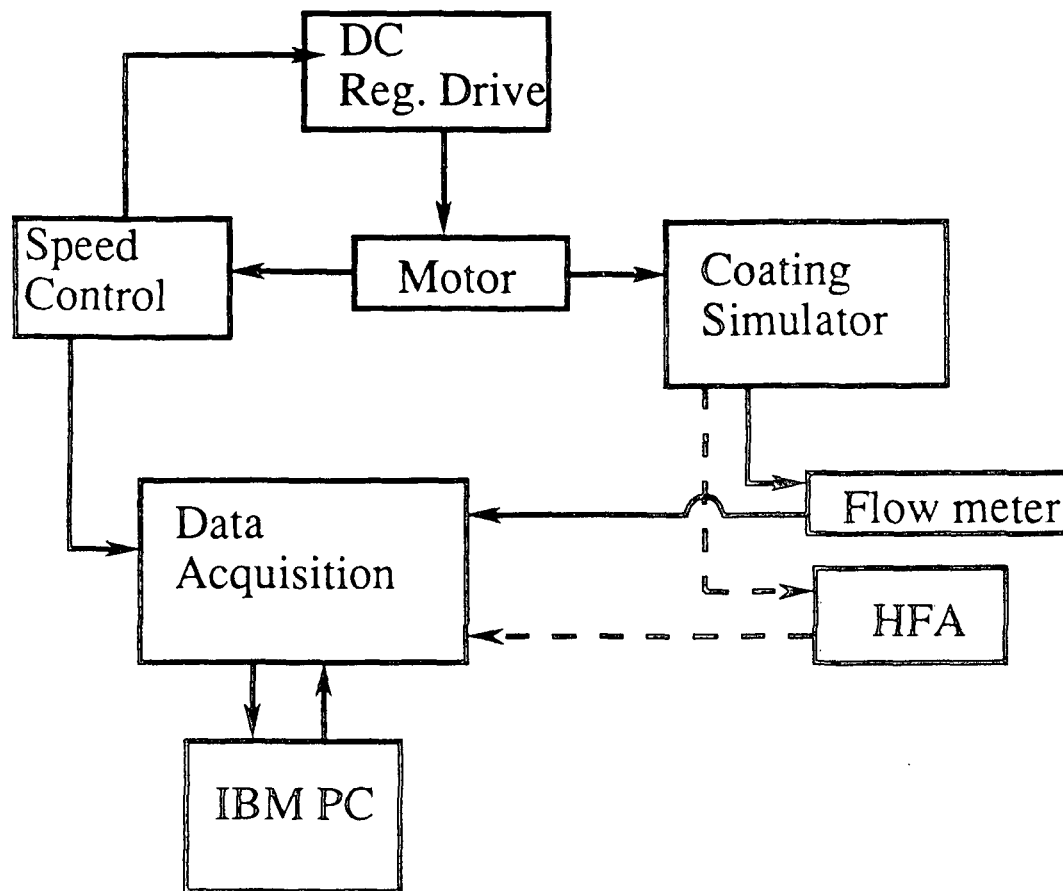 DC
Reg. Drive
Speed
Control
Motor
Coating
Simulator
Data
Acquisition
Flow meter
HFA
IBM PC